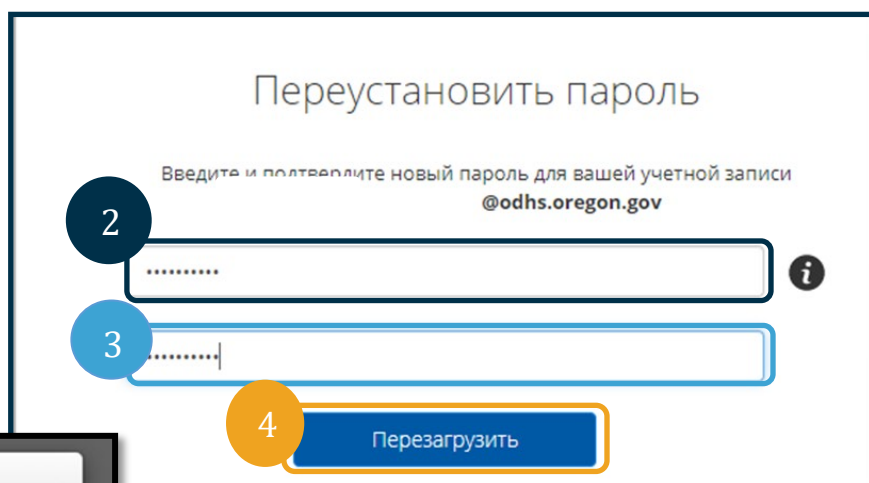 Переустановить пароль
Введите и подтвердите новый пароль для вашей учетной записи
@odhs.oregon.gov
2
••••••••••
i
3
••••••••••
4
Перезагрузить